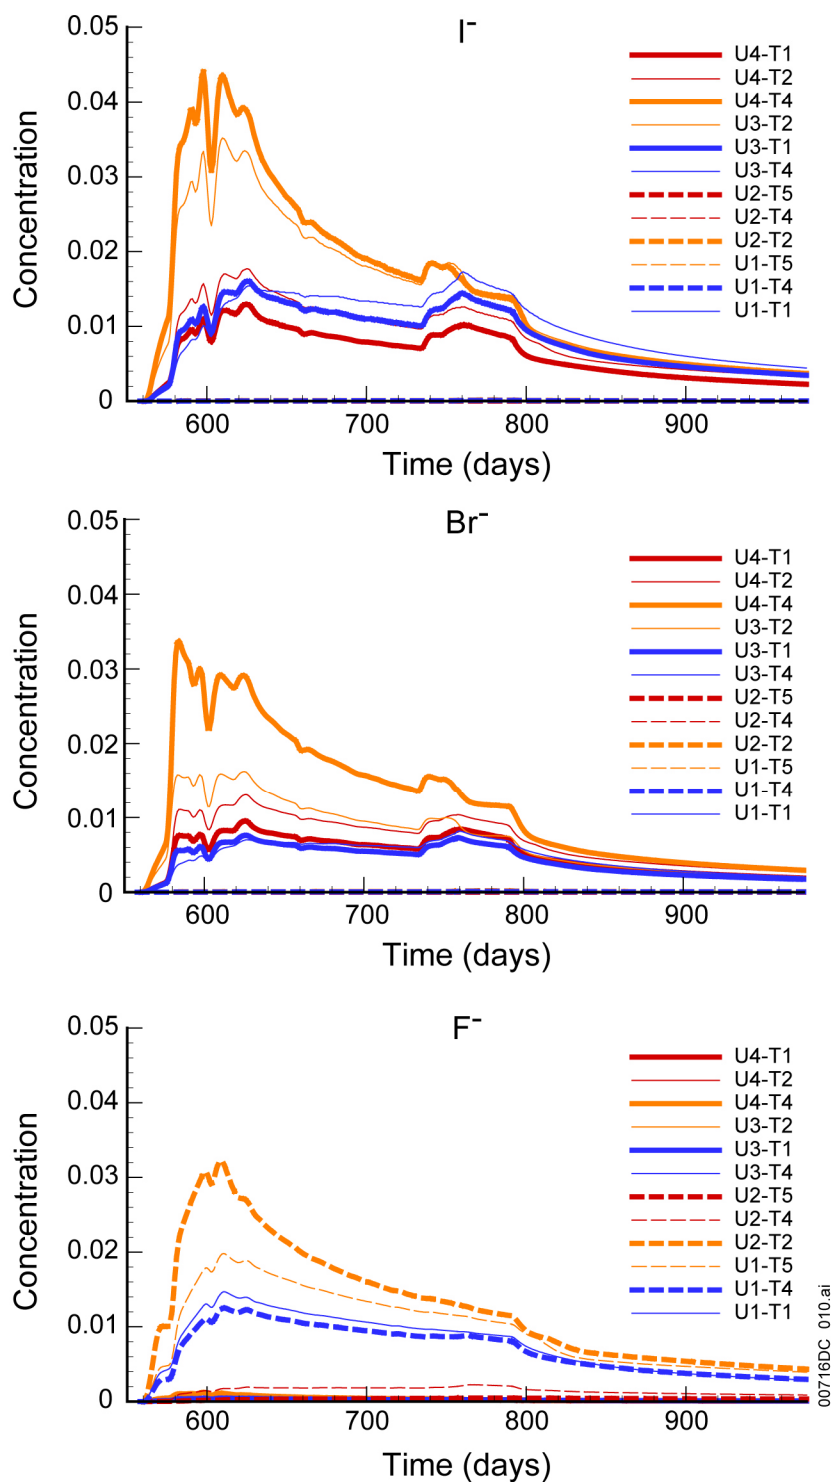 I⁻
0.05
0.04
0.03
0.02
0.01
0
Concentration
600 700 800 900
Time (days)
U4-T1
U4-T2
U4-T4
U3-T2
U3-T1
U3-T4
U2-T5
U2-T4
U2-T2
U1-T5
U1-T4
U1-T1
Br⁻
0.05
0.04
0.03
0.02
0.01
0
Concentration
600 700 800 900
Time (days)
U4-T1
U4-T2
U4-T4
U3-T2
U3-T1
U3-T4
U2-T5
U2-T4
U2-T2
U1-T5
U1-T4
U1-T1
F⁻
0.05
0.04
0.03
0.02
0.01
0
Concentration
600 700 800 900
Time (days)
U4-T1
U4-T2
U4-T4
U3-T2
U3-T1
U3-T4
U2-T5
U2-T4
U2-T2
U1-T5
U1-T4
U1-T1
00716DC_010.ai